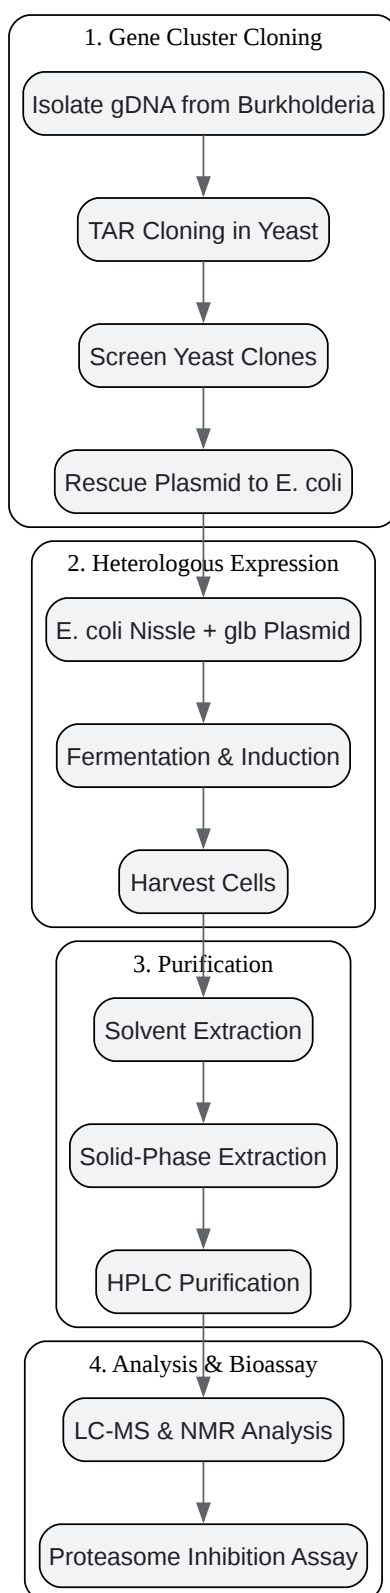 1. Gene Cluster Cloning
Isolate gDNA from Burkholderia
TAR Cloning in Yeast
Screen Yeast Clones
Rescue Plasmid to E. coli
2. Heterologous Expression
E. coli Nissle + glb Plasmid
Fermentation & Induction
Harvest Cells
3. Purification
Solvent Extraction
Solid-Phase Extraction
HPLC Purification
4. Analysis & Bioassay
LC-MS & NMR Analysis
Proteasome Inhibition Assay